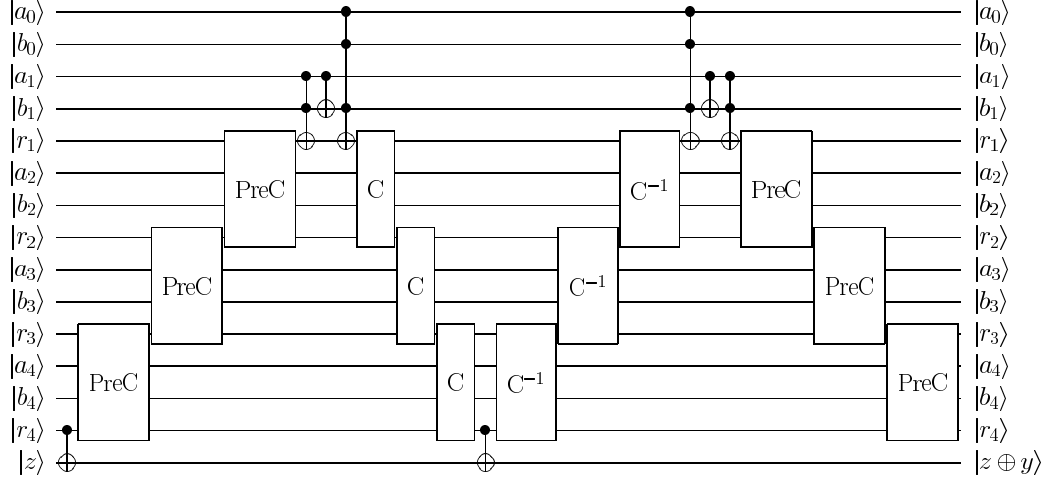 |a₀⟩ |a₀⟩
|b₀⟩ |b₀⟩
|a₁⟩ |a₁⟩
|b₁⟩ |b₁⟩
|r₁⟩ |r₁⟩
|a₂⟩ |a₂⟩
PreC C C⁻¹ PreC
|b₂⟩ |b₂⟩
|r₂⟩ |r₂⟩
|a₃⟩ |a₃⟩
PreC C C⁻¹ PreC
|b₃⟩ |b₃⟩
|r₃⟩ |r₃⟩
|a₄⟩ |a₄⟩
PreC C C⁻¹ PreC
|b₄⟩ |b₄⟩
|r₄⟩ |r₄⟩
|z⟩ |z ⊕ y⟩